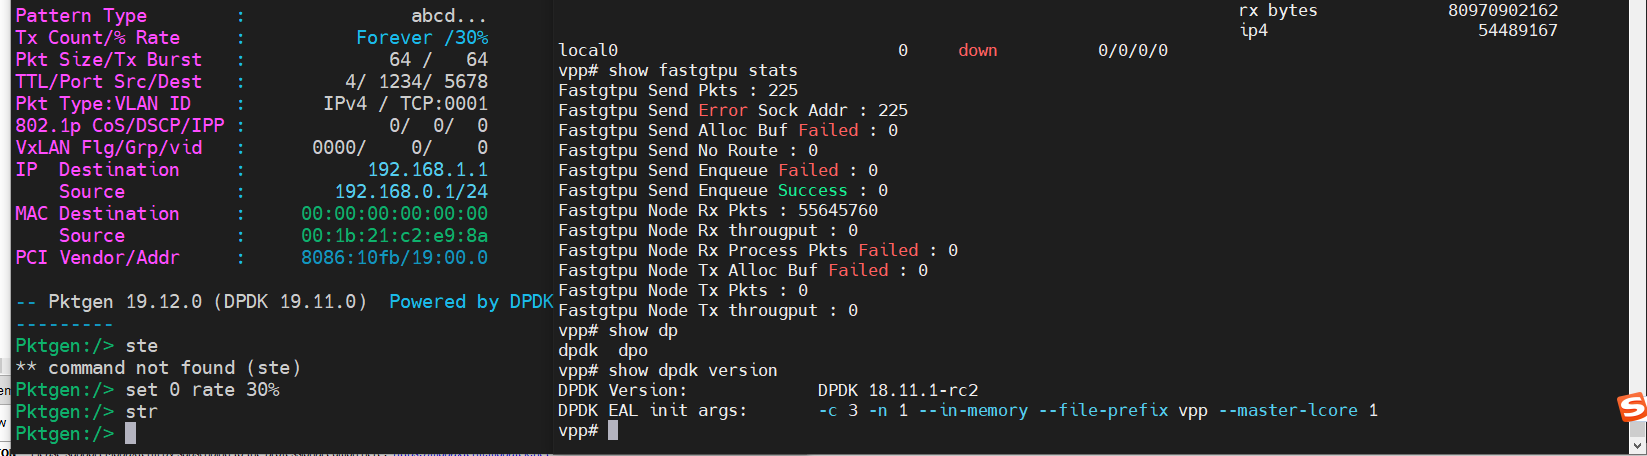 Pattern Type : abcd...
Tx Count/% Rate : Forever /30%
Pkt Size/Tx Burst : 64 / 64
TTL/Port Src/Dest : 4/ 1234/ 5678
Pkt Type:VLAN ID : IPv4 / TCP:0001
802.1p CoS/DSCP/IPP : 0/ 0/ 0
VxLAN Flg/Grp/vid : 0000/ 0/ 0
IP Destination : 192.168.1.1
Source : 192.168.0.1/24
MAC Destination : 00:00:00:00:00:00
Source : 00:1b:21:c2:e9:8a
PCI Vendor/Addr : 8086:10fb/19:00.0
-- Pktgen 19.12.0 (DPDK 19.11.0) Powered by DPDK
---------
Pktgen:/> ste
** command not found (ste)
Pktgen:/> set 0 rate 30%
Pktgen:/> str
Pktgen:/>
rx bytes 80970902162
ip4 54489167
local0 0 down 0/0/0/0
vpp# show fastgtpu stats
Fastgtpu Send Pkts : 225
Fastgtpu Send Error Sock Addr : 225
Fastgtpu Send Alloc Buf Failed : 0
Fastgtpu Send No Route : 0
Fastgtpu Send Enqueue Failed : 0
Fastgtpu Send Enqueue Success : 0
Fastgtpu Node Rx Pkts : 55645760
Fastgtpu Node Rx througput : 0
Fastgtpu Node Rx Process Pkts Failed : 0
Fastgtpu Node Tx Alloc Buf Failed : 0
Fastgtpu Node Tx Pkts : 0
Fastgtpu Node Tx througput : 0
vpp# show dp
dpdk dpo
vpp# show dpdk version
DPDK Version: DPDK 18.11.1-rc2
DPDK EAL init args: -c 3 -n 1 --in-memory --file-prefix vpp --master-lcore 1
vpp#